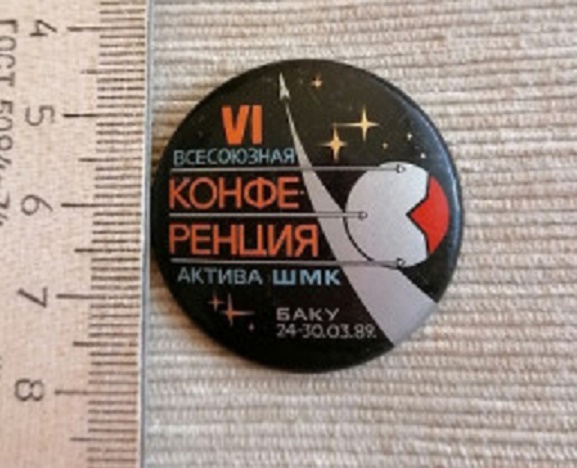 VI
ВСЕСОЮЗНАЯ
КОНФЕ-
РЕНЦИЯ
АКТИВА ШМК
БАКУ
24-30.03.89.
4
5
6
7
8
ГОСТ